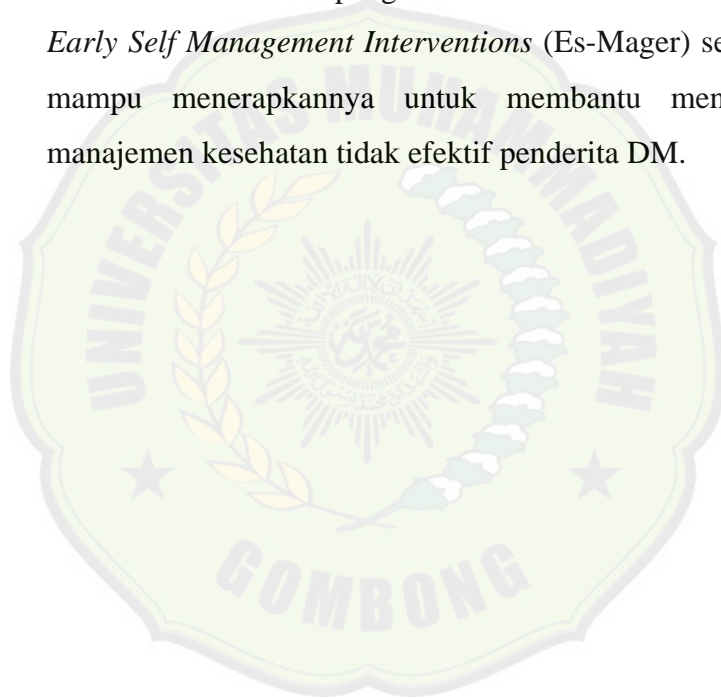 Early Self Management Interventions (Es-Mager) se
mampu menerapkannya untuk membantu men
manajemen kesehatan tidak efektif penderita DM.
UNIVERSITAS MUHAMMADIYAH
GOMBONG